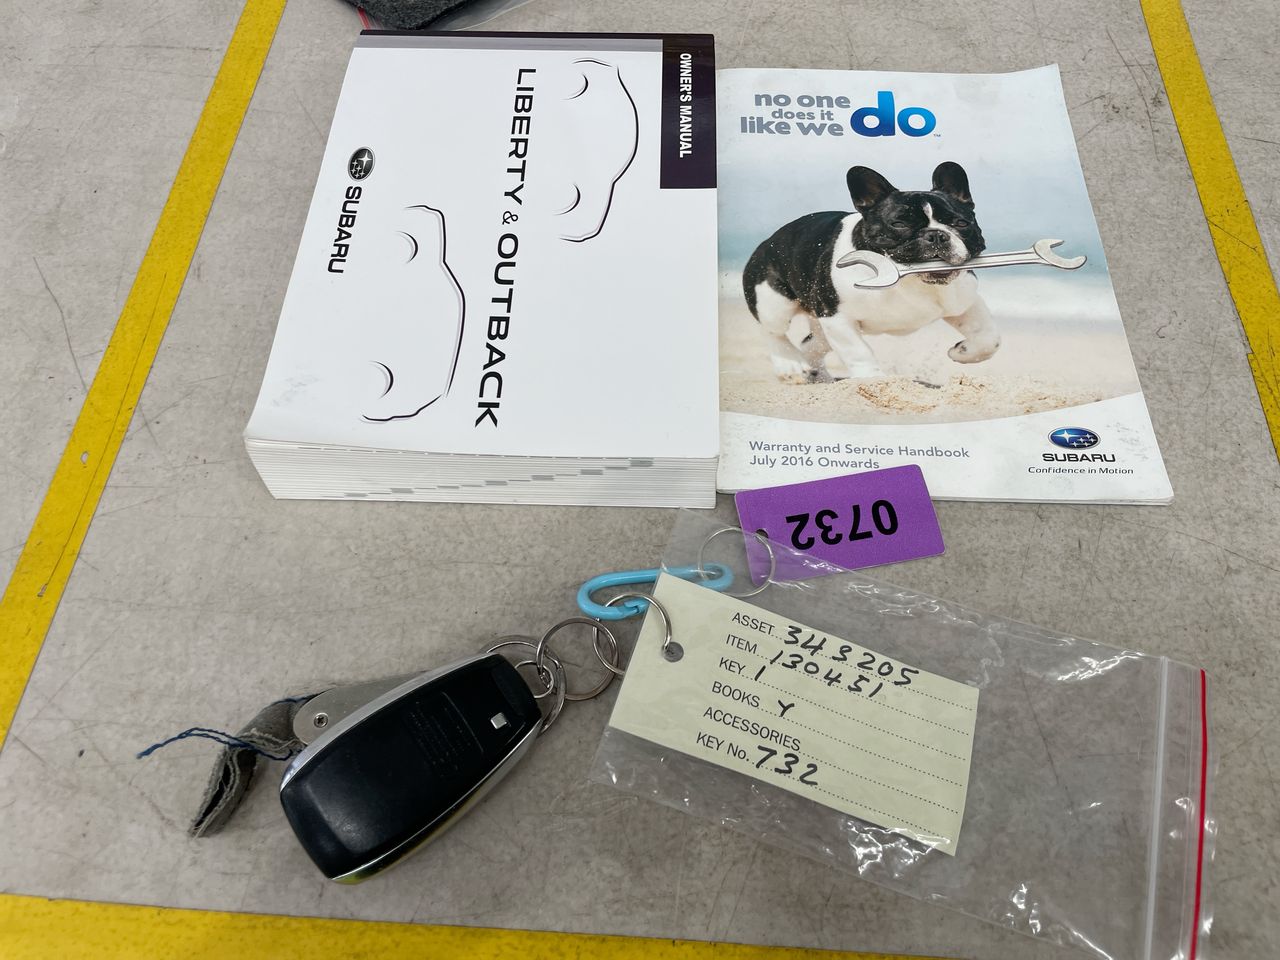 OWNER'S MANUAL
LIBERTY & OUTBACK
SUBARU
no one
does it
like we
do™
Warranty and Service Handbook
July 2016 Onwards
SUBARU
Confidence in Motion
0732
ASSET 343205
ITEM 130451
KEY 1
BOOKS Y
ACCESSORIES
KEY No. 732